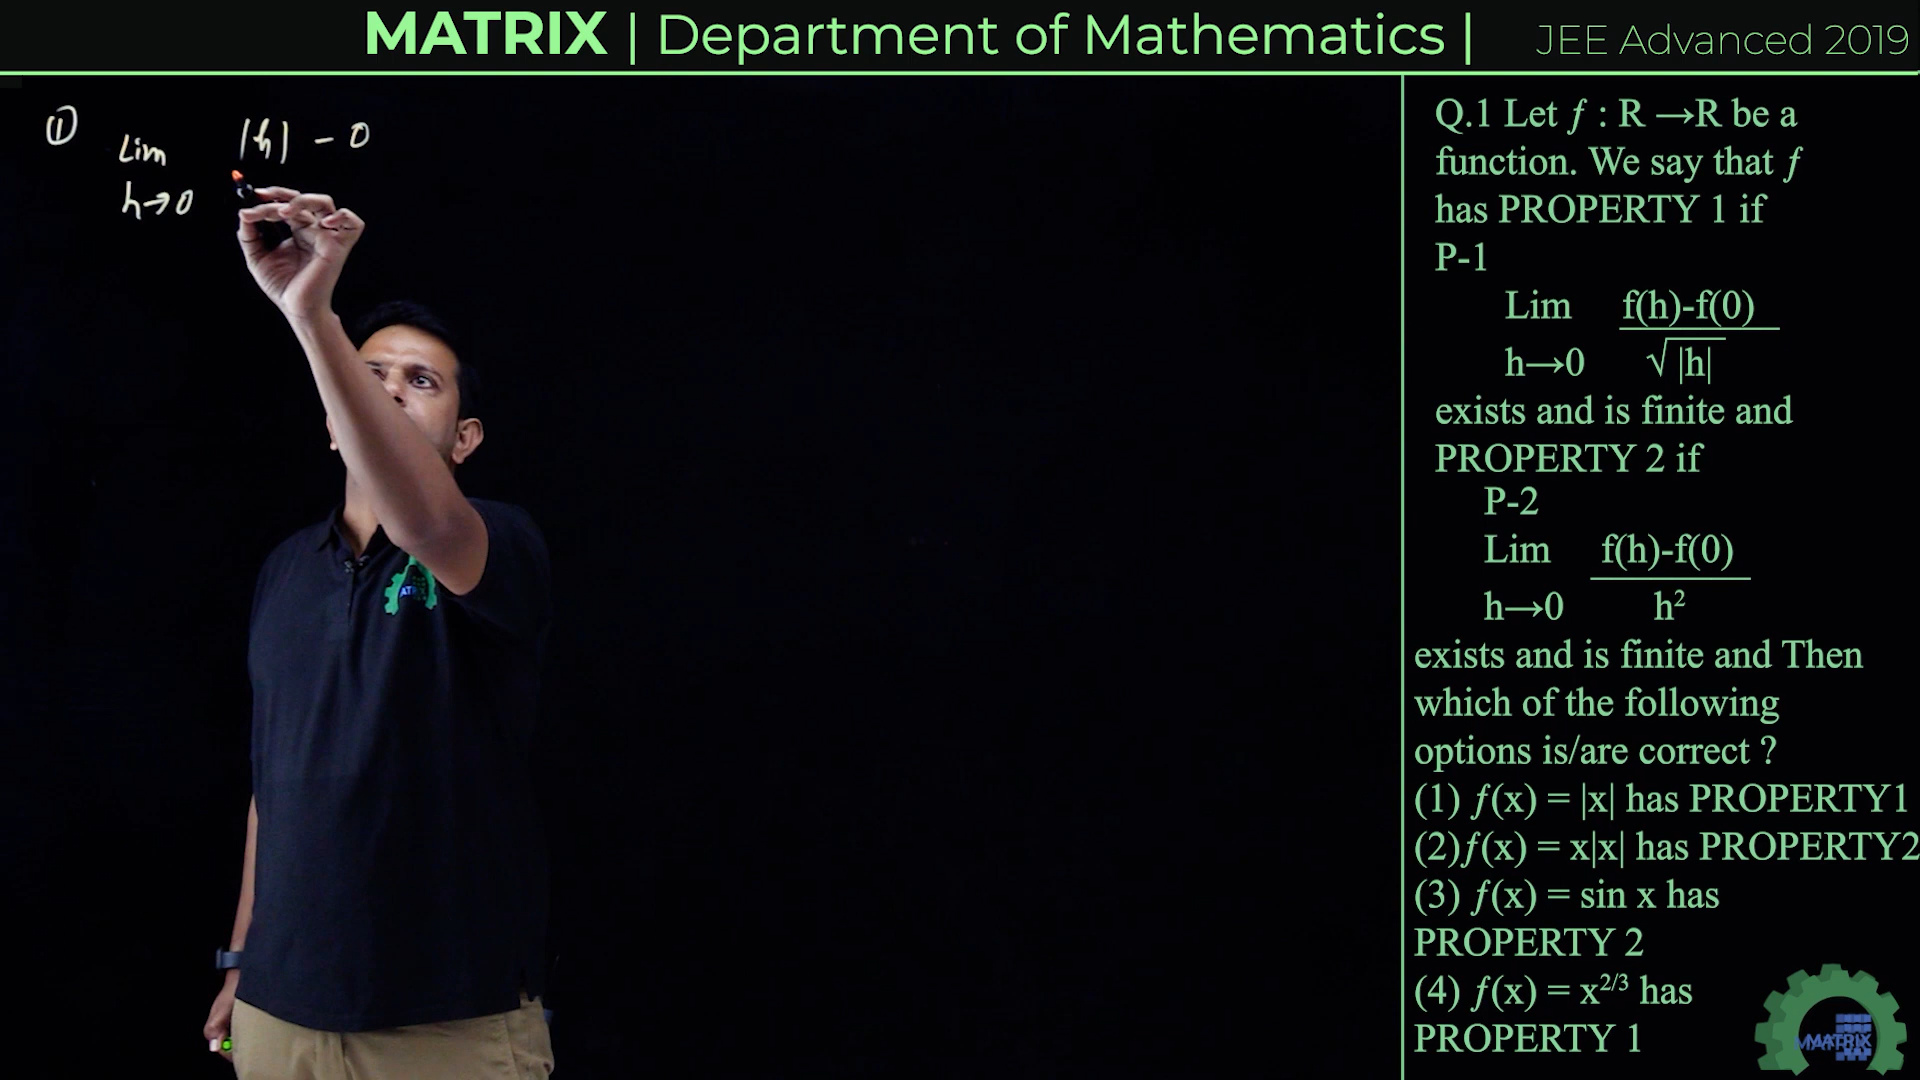 MATRIX | Department of Mathematics | JEE Advanced 2019
① Lim |h| - 0
h→0
Q.1 Let f : R →R be a
function. We say that f
has PROPERTY 1 if
P-1
Lim f(h)-f(0)
h→0 √|h|
exists and is finite and
PROPERTY 2 if
P-2
Lim f(h)-f(0)
h→0 h²
exists and is finite and Then
which of the following
options is/are correct ?
(1) f(x) = |x| has PROPERTY1
(2)f(x) = x|x| has PROPERTY2
(3) f(x) = sin x has
PROPERTY 2
(4) f(x) = x²/³ has
PROPERTY 1
MATRIX